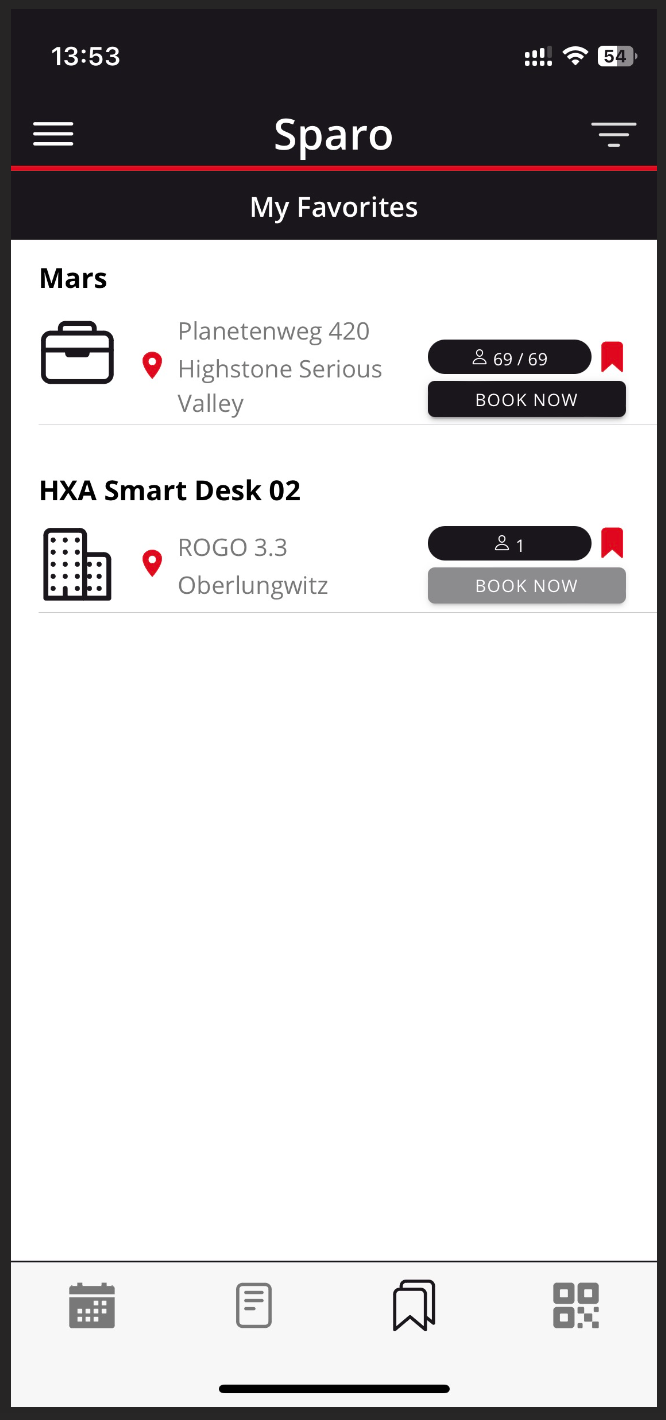 13:53
54
Sparo
My Favorites
Mars
Planetenweg 420
Highstone Serious
Valley
69 / 69
BOOK NOW
HXA Smart Desk 02
ROGO 3.3
Oberlungwitz
1
BOOK NOW